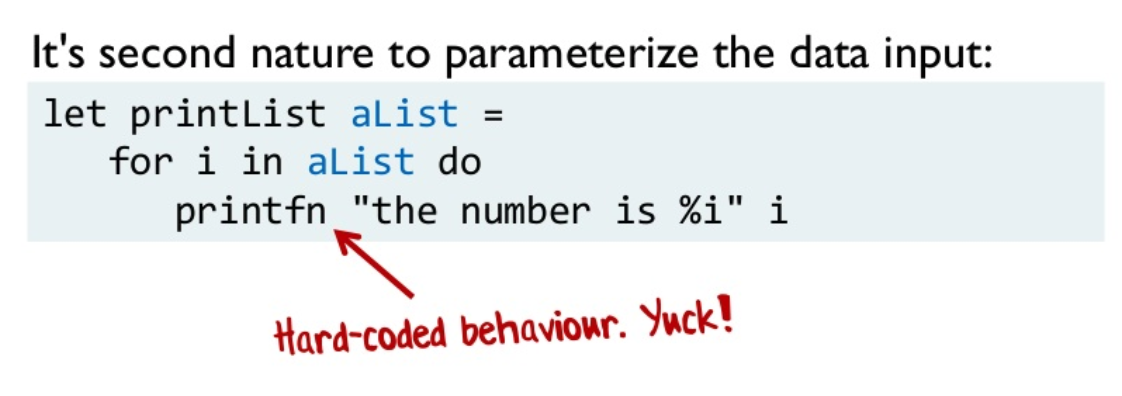 It's second nature to parameterize the data input:
let printList aList =
   for i in aList do
      printfn "the number is %i" i
Hard-coded behaviour. Yuck!